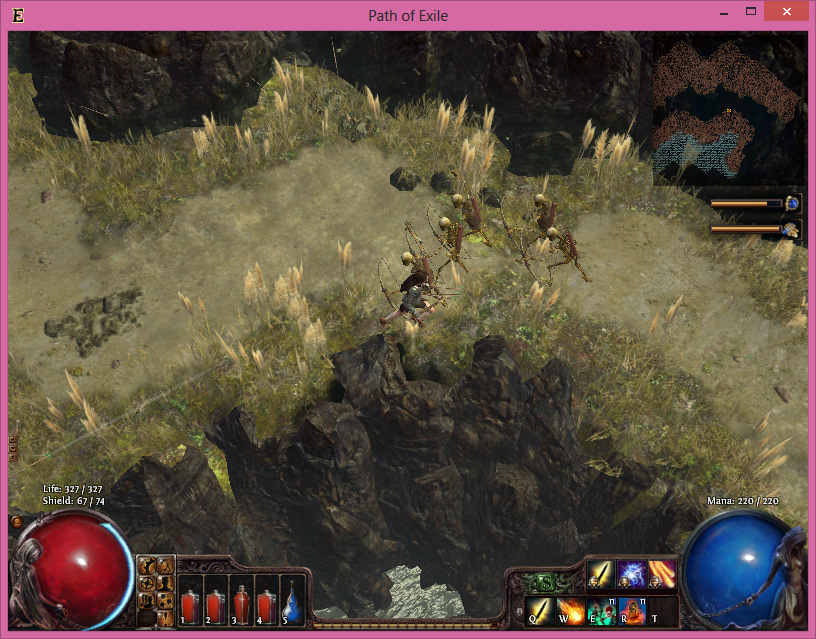 E
Path of Exile
Life: 327 / 327
Shield: 67 / 74
Mana: 220 / 220
1 2 3 4 5
n n
Q W E R T